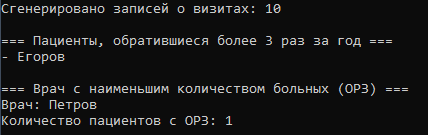 Сгенерировано записей о визитах: 10
=== Пациенты, обратившиеся более 3 раз за год ===
- Егоров
=== Врач с наименьшим количеством больных (ОРЗ) ===
Врач: Петров
Количество пациентов с ОРЗ: 1